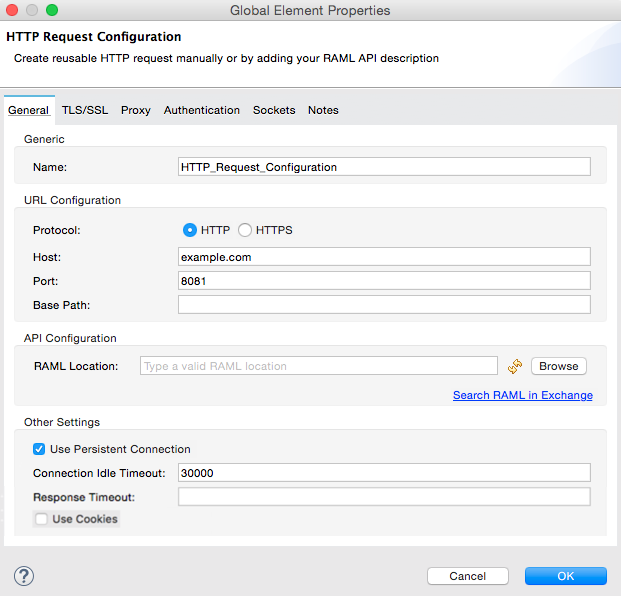 Global Element Properties
HTTP Request Configuration
Create reusable HTTP request manually or by adding your RAML API description
General TLS/SSL Proxy Authentication Sockets Notes
Generic
Name: HTTP_Request_Configuration
URL Configuration
Protocol: HTTP HTTPS
Host: example.com
Port: 8081
Base Path:
API Configuration
RAML Location: Type a valid RAML location Browse
Search RAML in Exchange
Other Settings
Use Persistent Connection
Connection Idle Timeout: 30000
Response Timeout:
Use Cookies
? Cancel OK